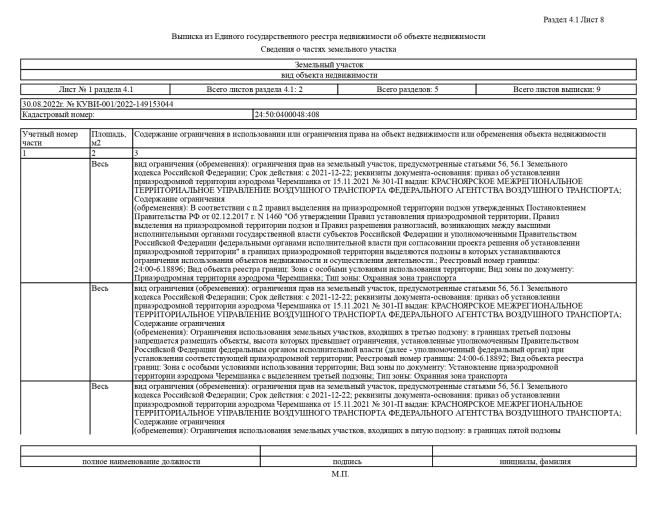 Раздел 4.1 Лист 8
Выписка из Единого государственного реестра недвижимости об объекте недвижимости
Сведения о частях земельного участка
Земельный участок
вид объекта недвижимости
Лист № 1 раздела 4.1 Всего листов раздела 4.1: 2 Всего разделов: 5 Всего листов выписки: 9
30.08.2022г. № КУВИ-001/2022-149153044
Кадастровый номер: 24:50:0400048:408
Учетный номер части Площадь, м2 Содержание ограничения в использовании или ограничения права на объект недвижимости или обременения объекта недвижимости
1 2 3
Весь вид ограничения (обременения): ограничения прав на земельный участок, предусмотренные статьями 56, 56.1 Земельного
кодекса Российской Федерации; Срок действия: с 2021-12-22; реквизиты документа-основания: приказ об установлении
приаэродромной территории аэродрома Черемшанка от 15.11.2021 № 301-П выдан: КРАСНОЯРСКОЕ МЕЖРЕГИОНАЛЬНОЕ
ТЕРРИТОРИАЛЬНОЕ УПРАВЛЕНИЕ ВОЗДУШНОГО ТРАНСПОРТА ФЕДЕРАЛЬНОГО АГЕНТСТВА ВОЗДУШНОГО ТРАНСПОРТА;
Содержание ограничения
(обременения): В соответствии с п.2 правил выделения на приаэродромной территории подзон утвержденных Постановлением
Правительства РФ от 02.12.2017 г. N 1460 "Об утверждении Правил установления приаэродромной территории, Правил
выделения на приаэродромной территории подзон и Правил разрешения разногласий, возникающих между высшими
исполнительными органами государственной власти субъектов Российской Федерации и уполномоченными Правительством
Российской Федерации федеральными органами исполнительной власти при согласовании проекта решения об установлении
приаэродромной территории" в границах приаэродромной территории выделяются подзоны в которых устанавливаются
ограничения использования объектов недвижимости и осуществления деятельности.; Реестровый номер границы:
24:00-6.18896; Вид объекта реестра границ: Зона с особыми условиями использования территории; Вид зоны по документу:
Приаэродромная территория аэродрома Черемшанка; Тип зоны: Охранная зона транспорта
Весь вид ограничения (обременения): ограничения прав на земельный участок, предусмотренные статьями 56, 56.1 Земельного
кодекса Российской Федерации; Срок действия: с 2021-12-22; реквизиты документа-основания: приказ об установлении
приаэродромной территории аэродрома Черемшанка от 15.11.2021 № 301-П выдан: КРАСНОЯРСКОЕ МЕЖРЕГИОНАЛЬНОЕ
ТЕРРИТОРИАЛЬНОЕ УПРАВЛЕНИЕ ВОЗДУШНОГО ТРАНСПОРТА ФЕДЕРАЛЬНОГО АГЕНТСТВА ВОЗДУШНОГО ТРАНСПОРТА;
Содержание ограничения
(обременения): Ограничения использования земельных участков, входящих в третью подзону: в границах третьей подзоны
запрещается размещать объекты, высота которых превышает ограничения, установленные уполномоченным Правительством
Российской Федерации федеральным органом исполнительной власти (далее - уполномоченный федеральный орган) при
установлении соответствующей приаэродромной территории; Реестровый номер границы: 24:00-6.18892; Вид объекта реестра
границ: Зона с особыми условиями использования территории; Вид зоны по документу: Установление приаэродромной
территории аэродрома Черемшанка с выделением третьей подзоны; Тип зоны: Охранная зона транспорта
Весь вид ограничения (обременения): ограничения прав на земельный участок, предусмотренные статьями 56, 56.1 Земельного
кодекса Российской Федерации; Срок действия: с 2021-12-22; реквизиты документа-основания: приказ об установлении
приаэродромной территории аэродрома Черемшанка от 15.11.2021 № 301-П выдан: КРАСНОЯРСКОЕ МЕЖРЕГИОНАЛЬНОЕ
ТЕРРИТОРИАЛЬНОЕ УПРАВЛЕНИЕ ВОЗДУШНОГО ТРАНСПОРТА ФЕДЕРАЛЬНОГО АГЕНТСТВА ВОЗДУШНОГО ТРАНСПОРТА;
Содержание ограничения
(обременения): Ограничения использования земельных участков, входящих в пятую подзону: в границах пятой подзоны
полное наименование должности подпись инициалы, фамилия
М.П.